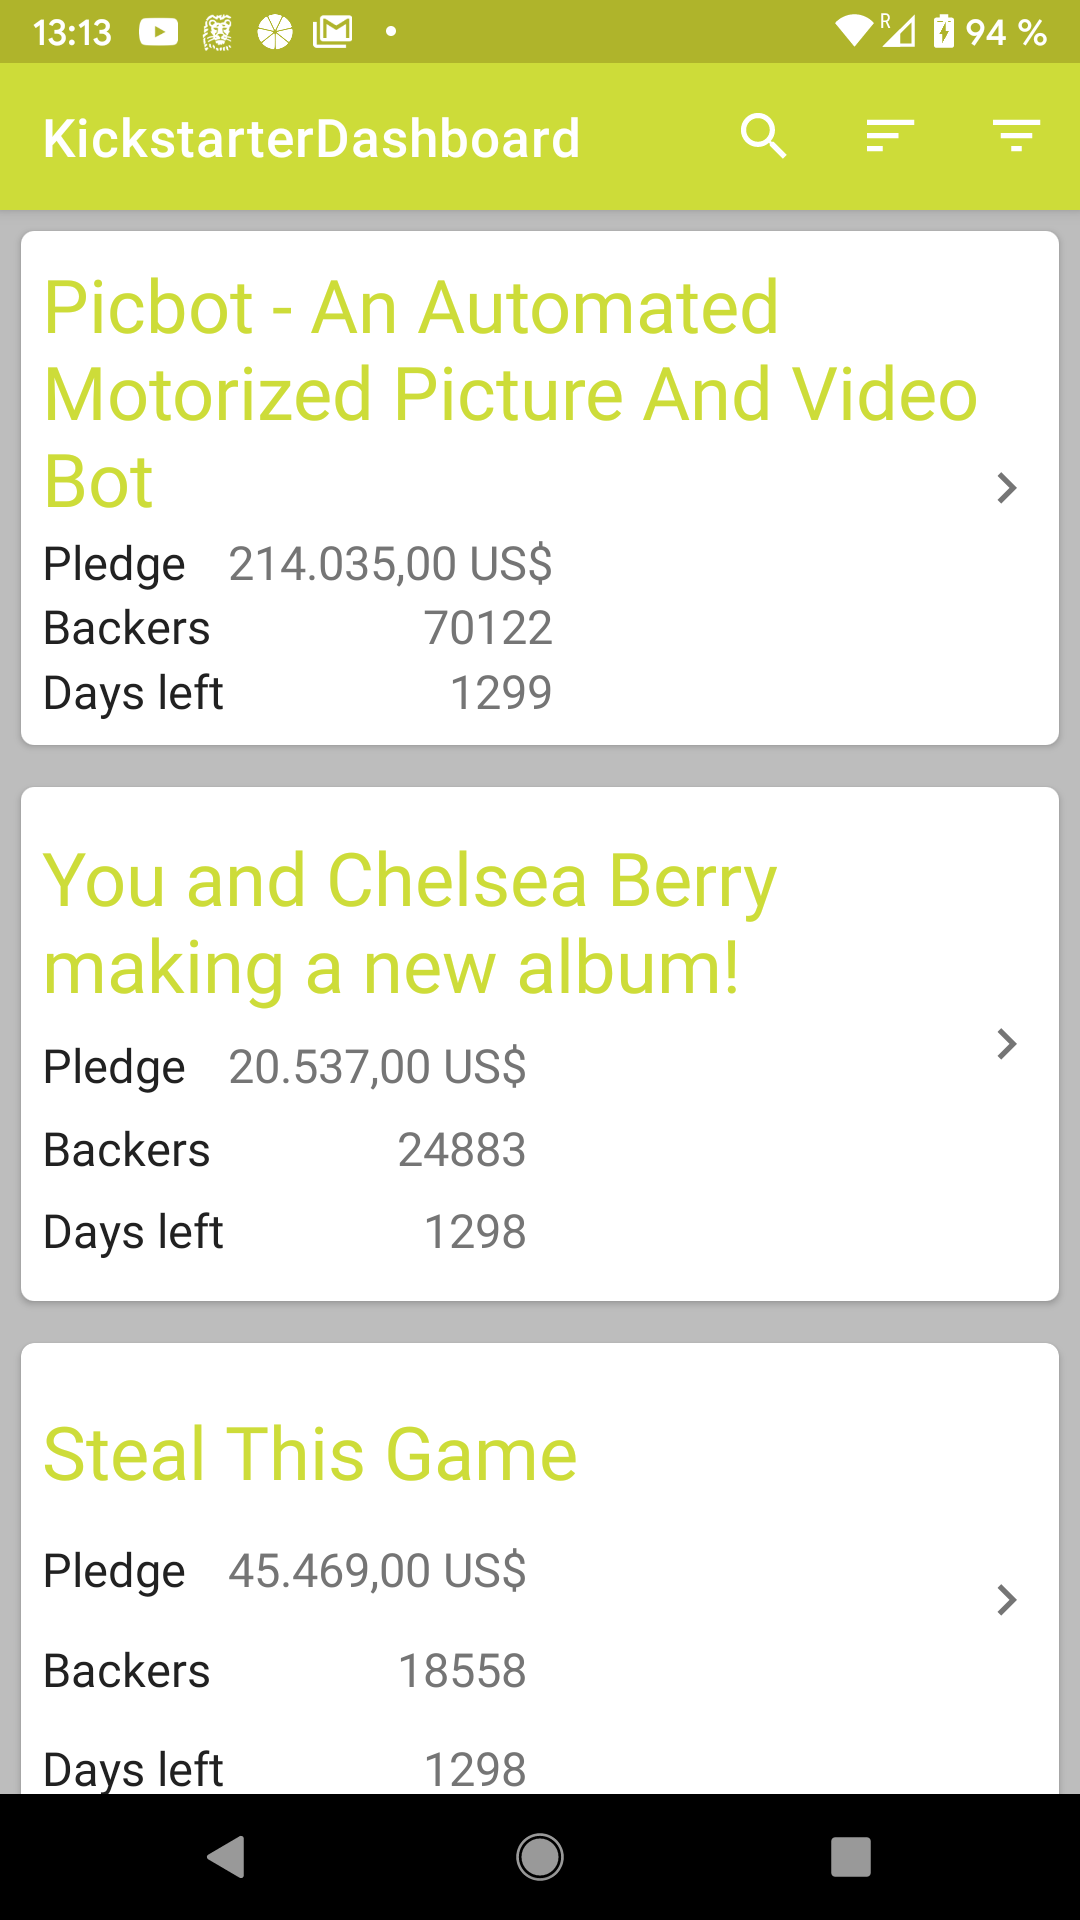 13:13 R 94 %
KickstarterDashboard
Picbot - An Automated
Motorized Picture And Video
Bot
Pledge 214.035,00 US$
Backers 70122
Days left 1299
You and Chelsea Berry
making a new album!
Pledge 20.537,00 US$
Backers 24883
Days left 1298
Steal This Game
Pledge 45.469,00 US$
Backers 18558
Days left 1298